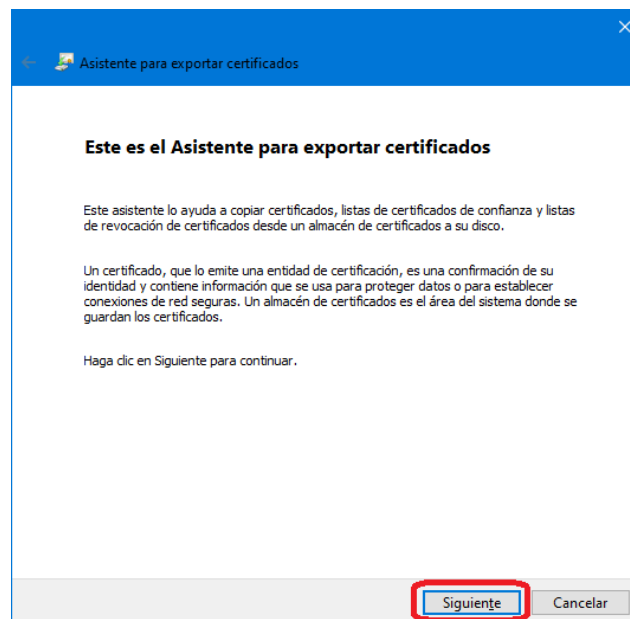 Asistente para exportar certificados
Este es el Asistente para exportar certificados
Este asistente lo ayuda a copiar certificados, listas de certificados de confianza y listas
de revocación de certificados desde un almacén de certificados a su disco.
Un certificado, que lo emite una entidad de certificación, es una confirmación de su
identidad y contiene información que se usa para proteger datos o para establecer
conexiones de red seguras. Un almacén de certificados es el área del sistema donde se
guardan los certificados.
Haga clic en Siguiente para continuar.
Siguiente Cancelar